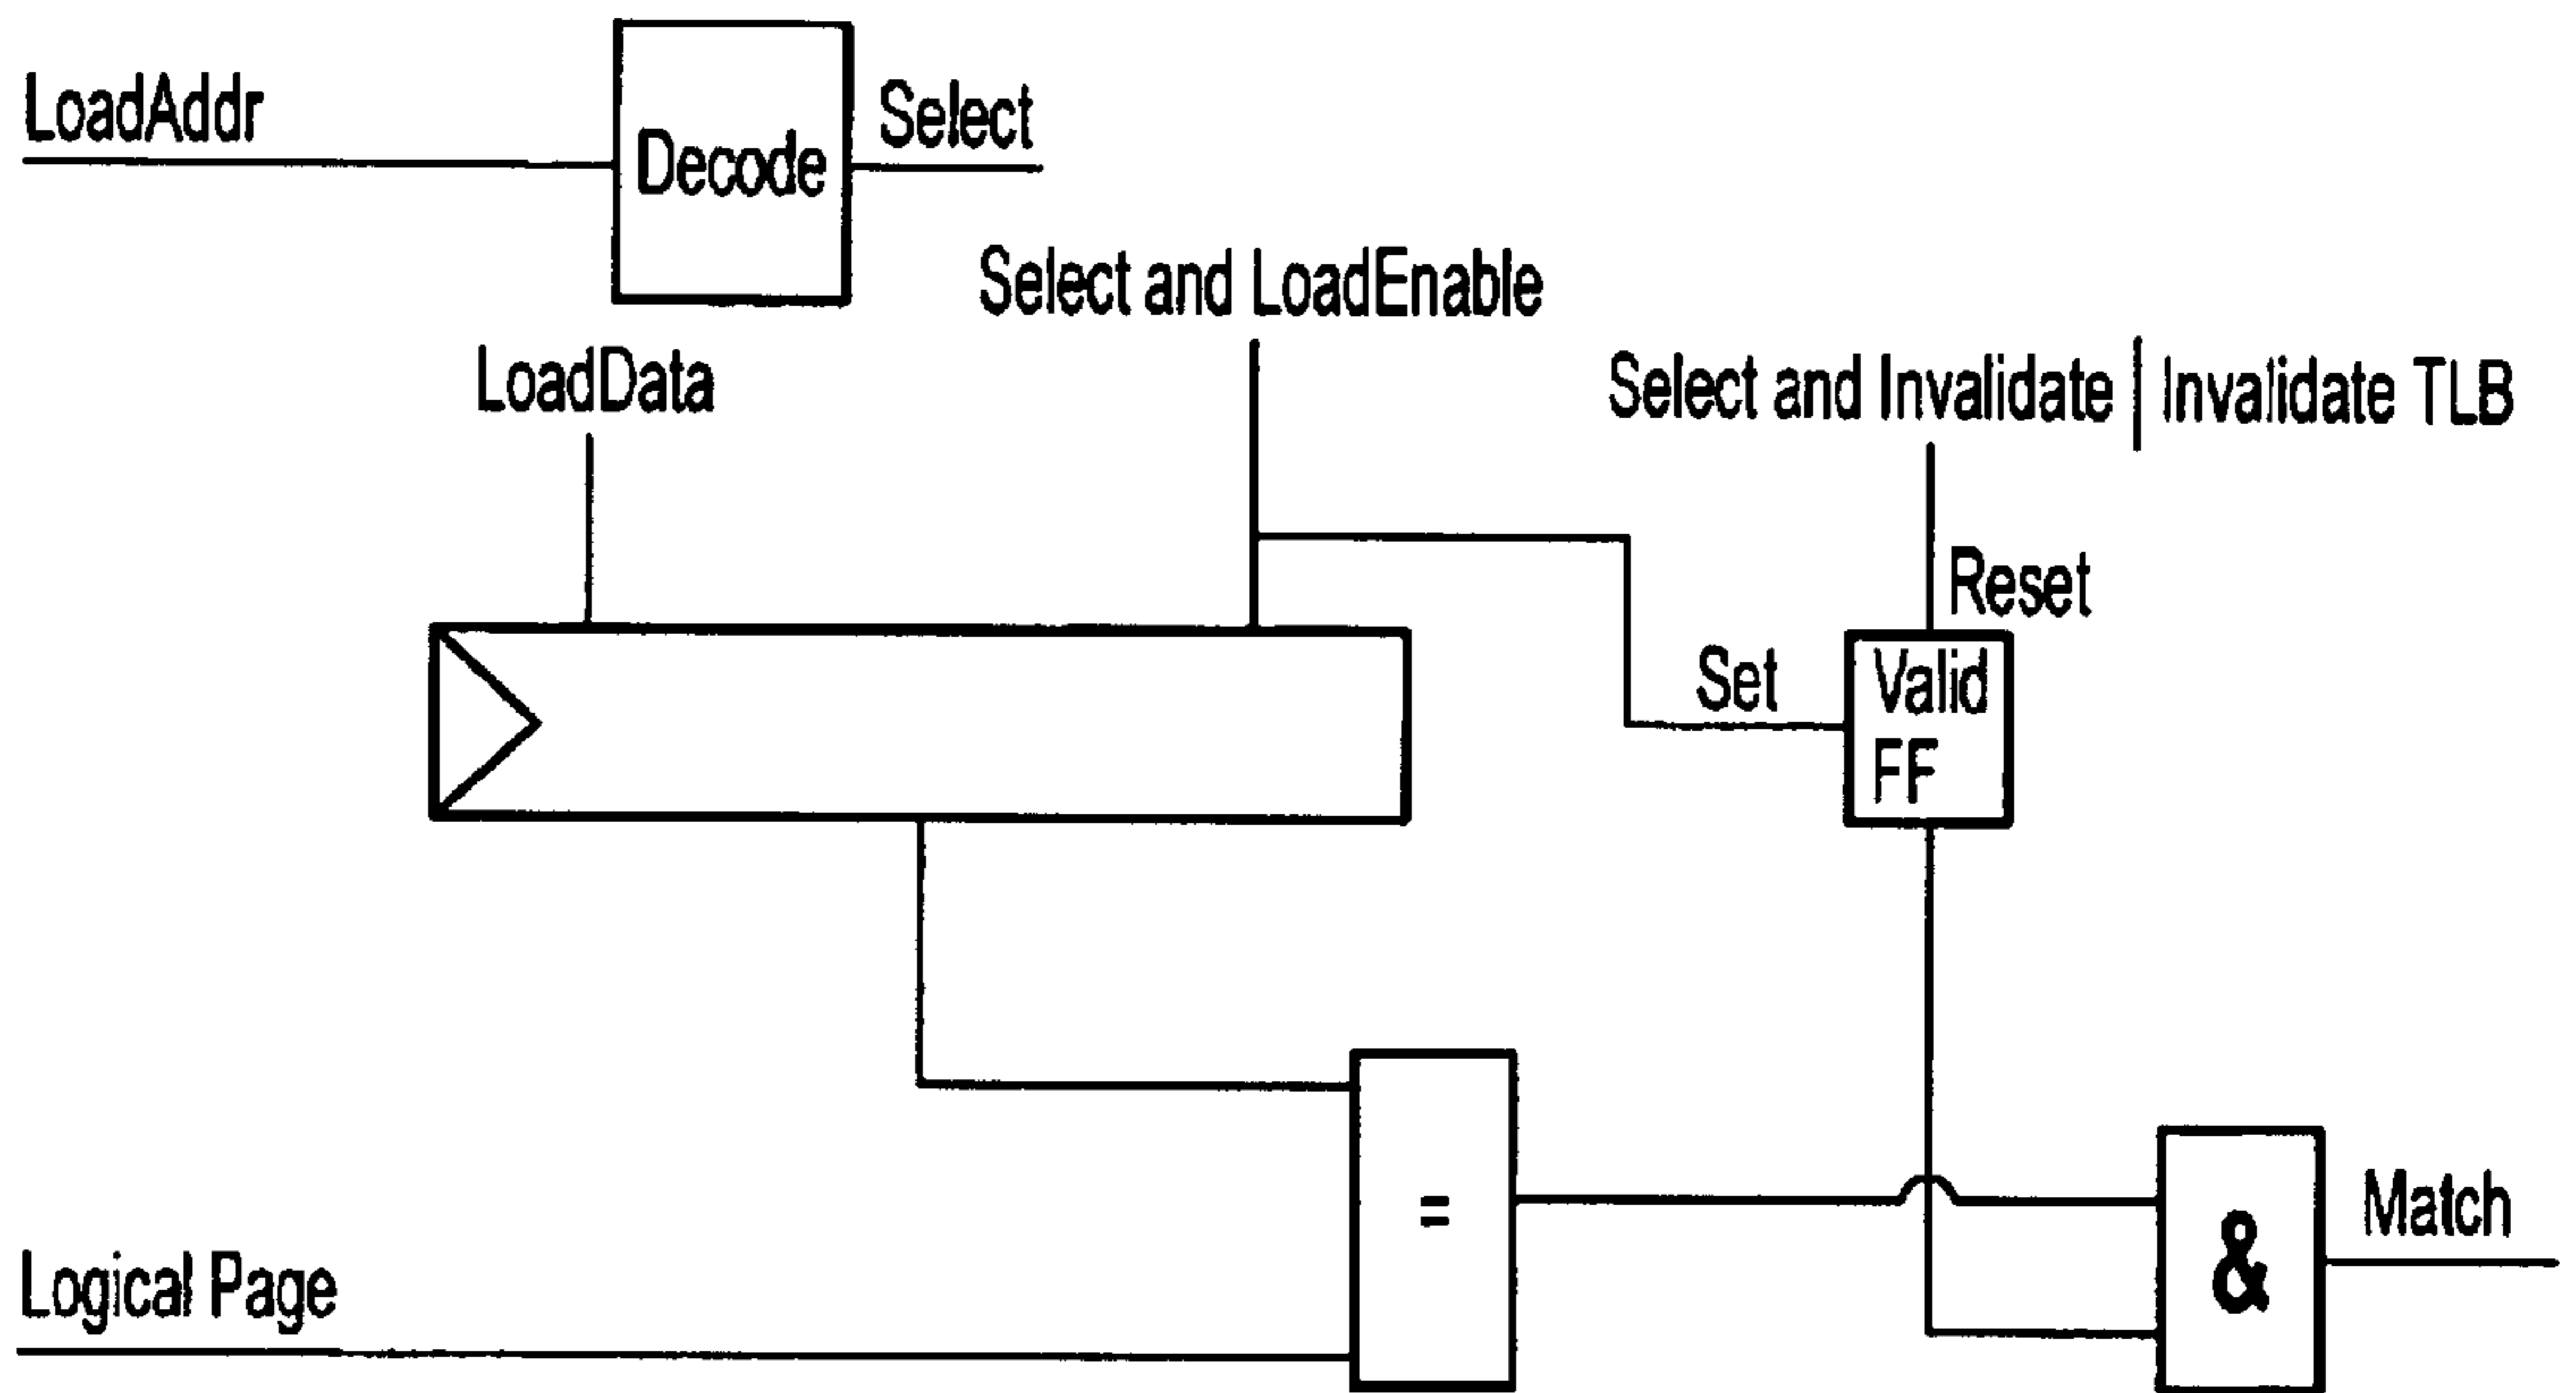 LoadAddr
Decode
Select
Select and LoadEnable
LoadData
Select and Invalidate | Invalidate TLB
Reset
Set
Valid
FF
=
&
Match
Logical Page